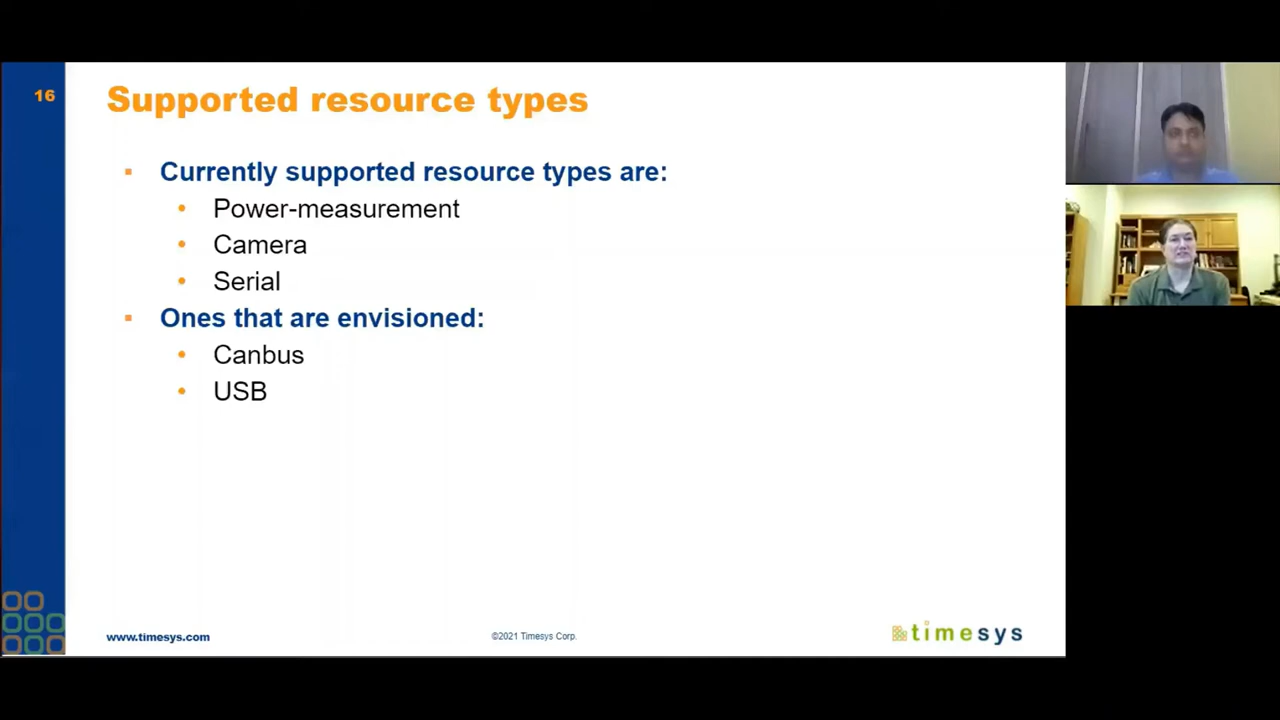 16
Supported resource types
Currently supported resource types are:
Power-measurement
Camera
Serial
Ones that are envisioned:
Canbus
USB
www.timesys.com
©2021 Timesys Corp.
timesys